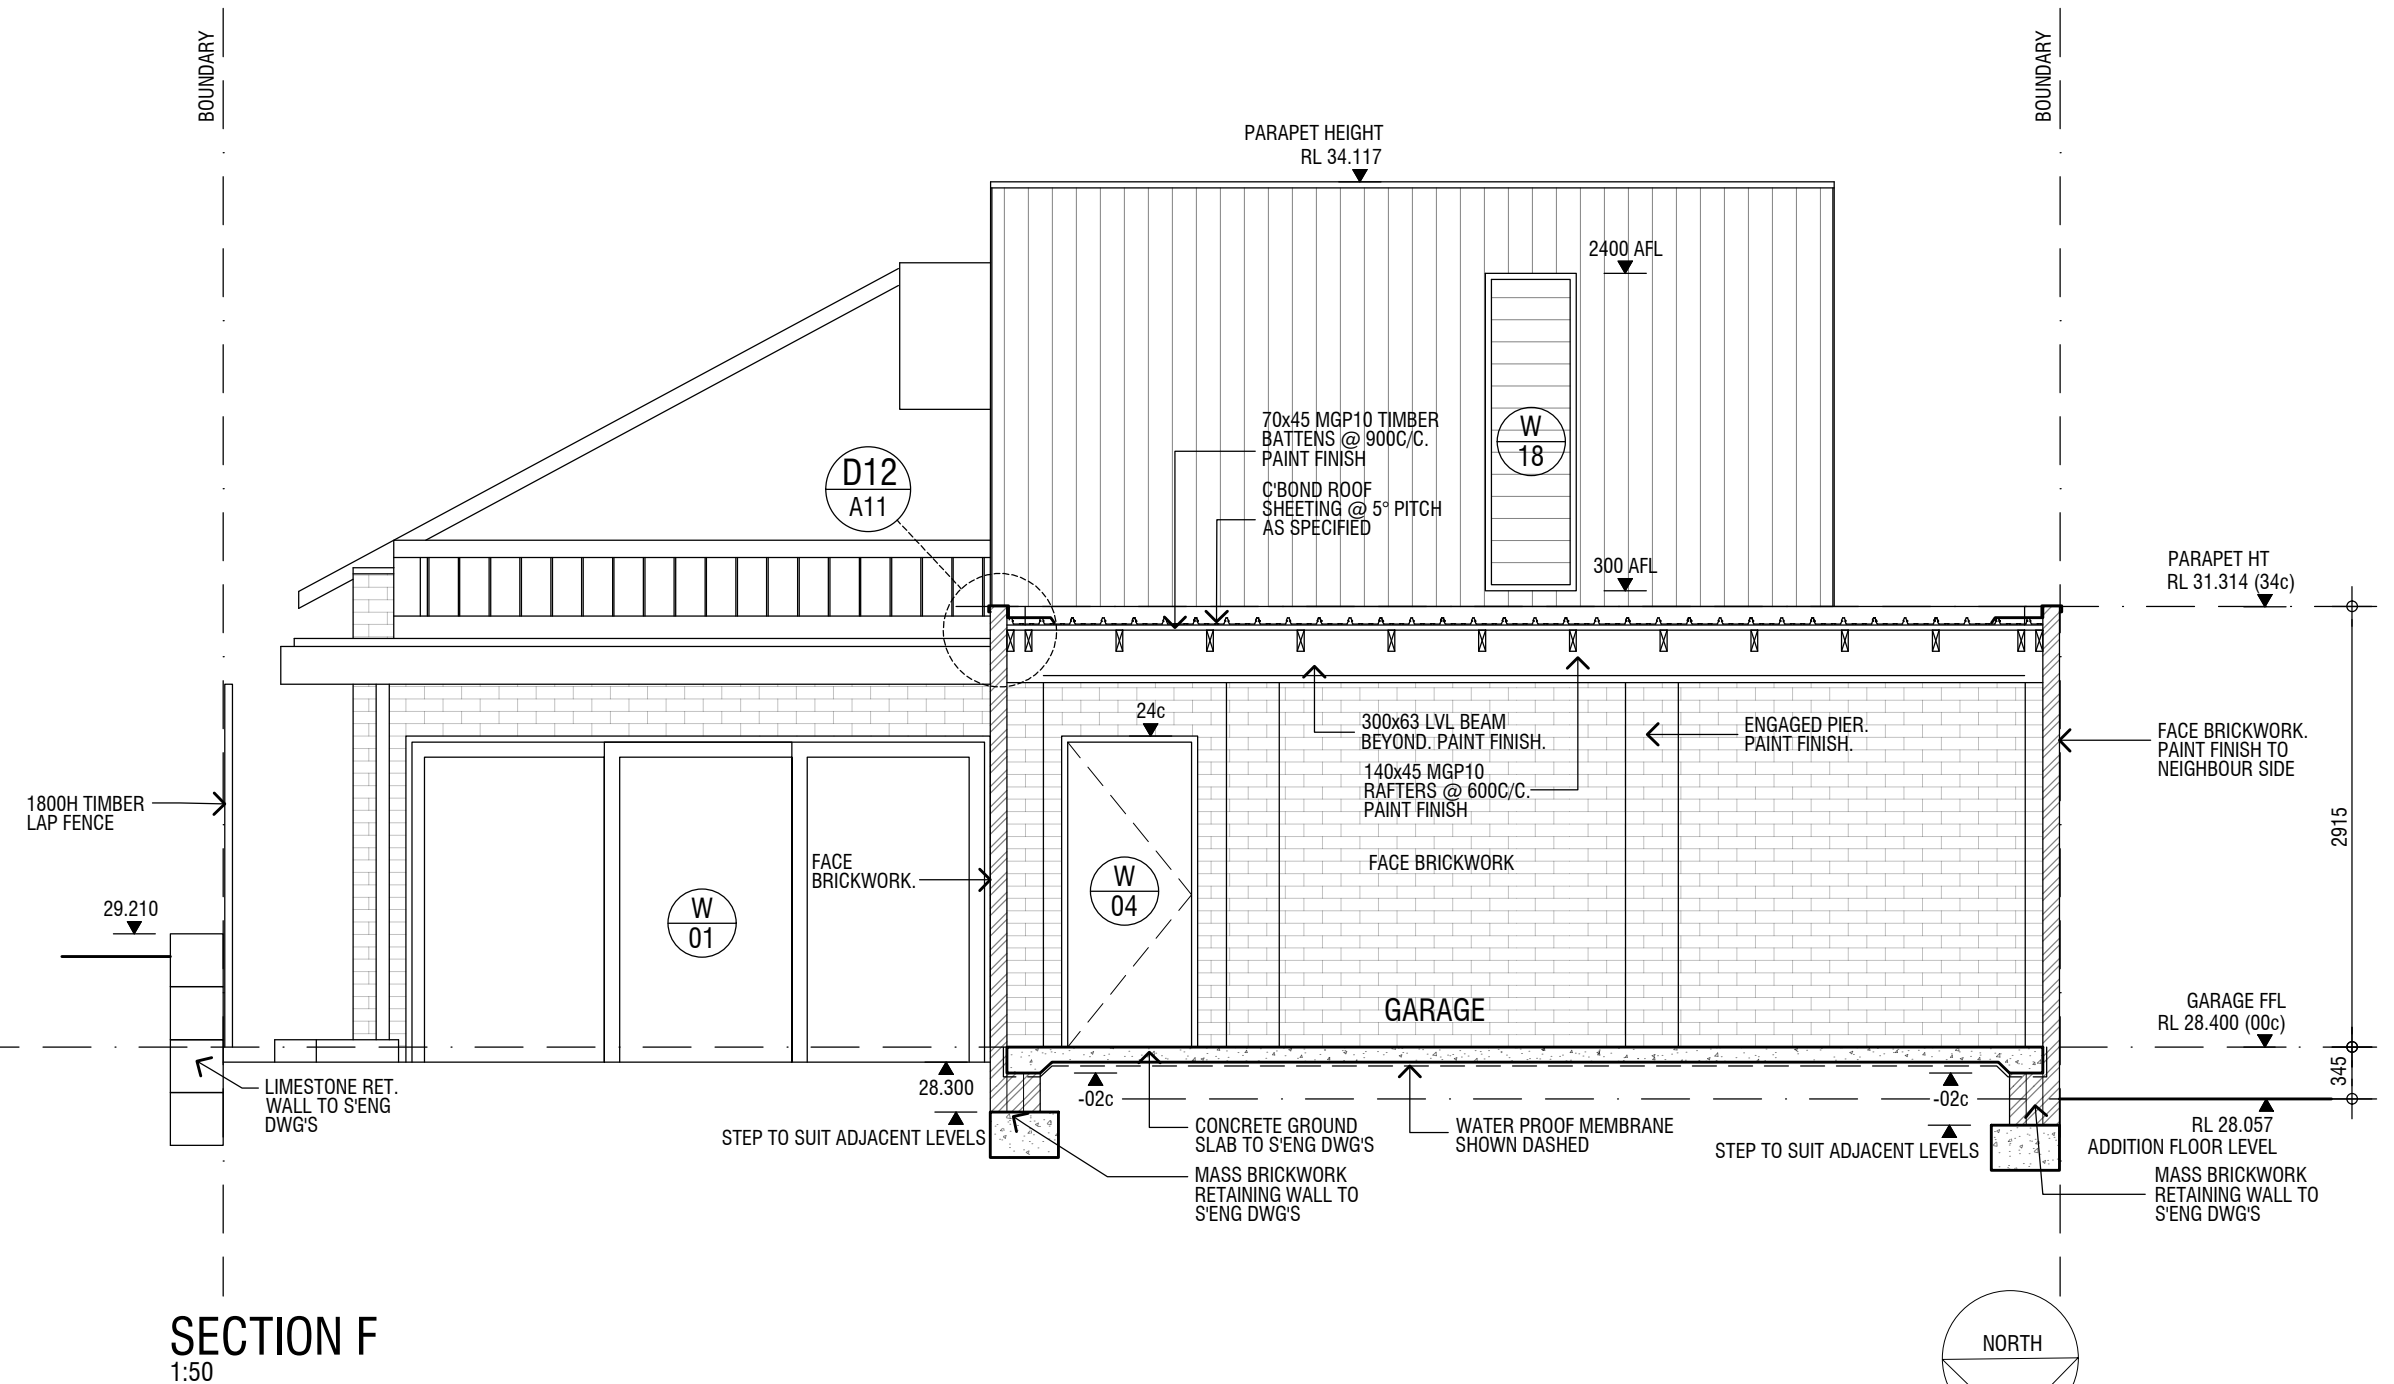 BOUNDARY
BOUNDARY
PARAPET HEIGHT
RL 34.117
2400 AFL
70x45 MGP10 TIMBER
BATTENS @ 900C/C.
PAINT FINISH
W
18
D12
A11
C'BOND ROOF
SHEETING @ 5° PITCH
AS SPECIFIED
300 AFL
PARAPET HT
RL 31.314 (34c)
24c
300x63 LVL BEAM
BEYOND. PAINT FINISH.
ENGAGED PIER.
PAINT FINISH.
FACE BRICKWORK.
PAINT FINISH TO
NEIGHBOUR SIDE
140x45 MGP10
RAFTERS @ 600C/C.
PAINT FINISH
1800H TIMBER
LAP FENCE
2915
FACE
BRICKWORK.
FACE BRICKWORK
W
04
W
01
29.210
GARAGE
GARAGE FFL
RL 28.400 (00c)
345
28.300
LIMESTONE RET.
WALL TO S'ENG
DWG'S
-02c
-02c
STEP TO SUIT ADJACENT LEVELS
CONCRETE GROUND
SLAB TO S'ENG DWG'S
WATER PROOF MEMBRANE
SHOWN DASHED
STEP TO SUIT ADJACENT LEVELS
RL 28.057
ADDITION FLOOR LEVEL
MASS BRICKWORK
RETAINING WALL TO
S'ENG DWG'S
MASS BRICKWORK
RETAINING WALL TO
S'ENG DWG'S
SECTION F
1:50
NORTH